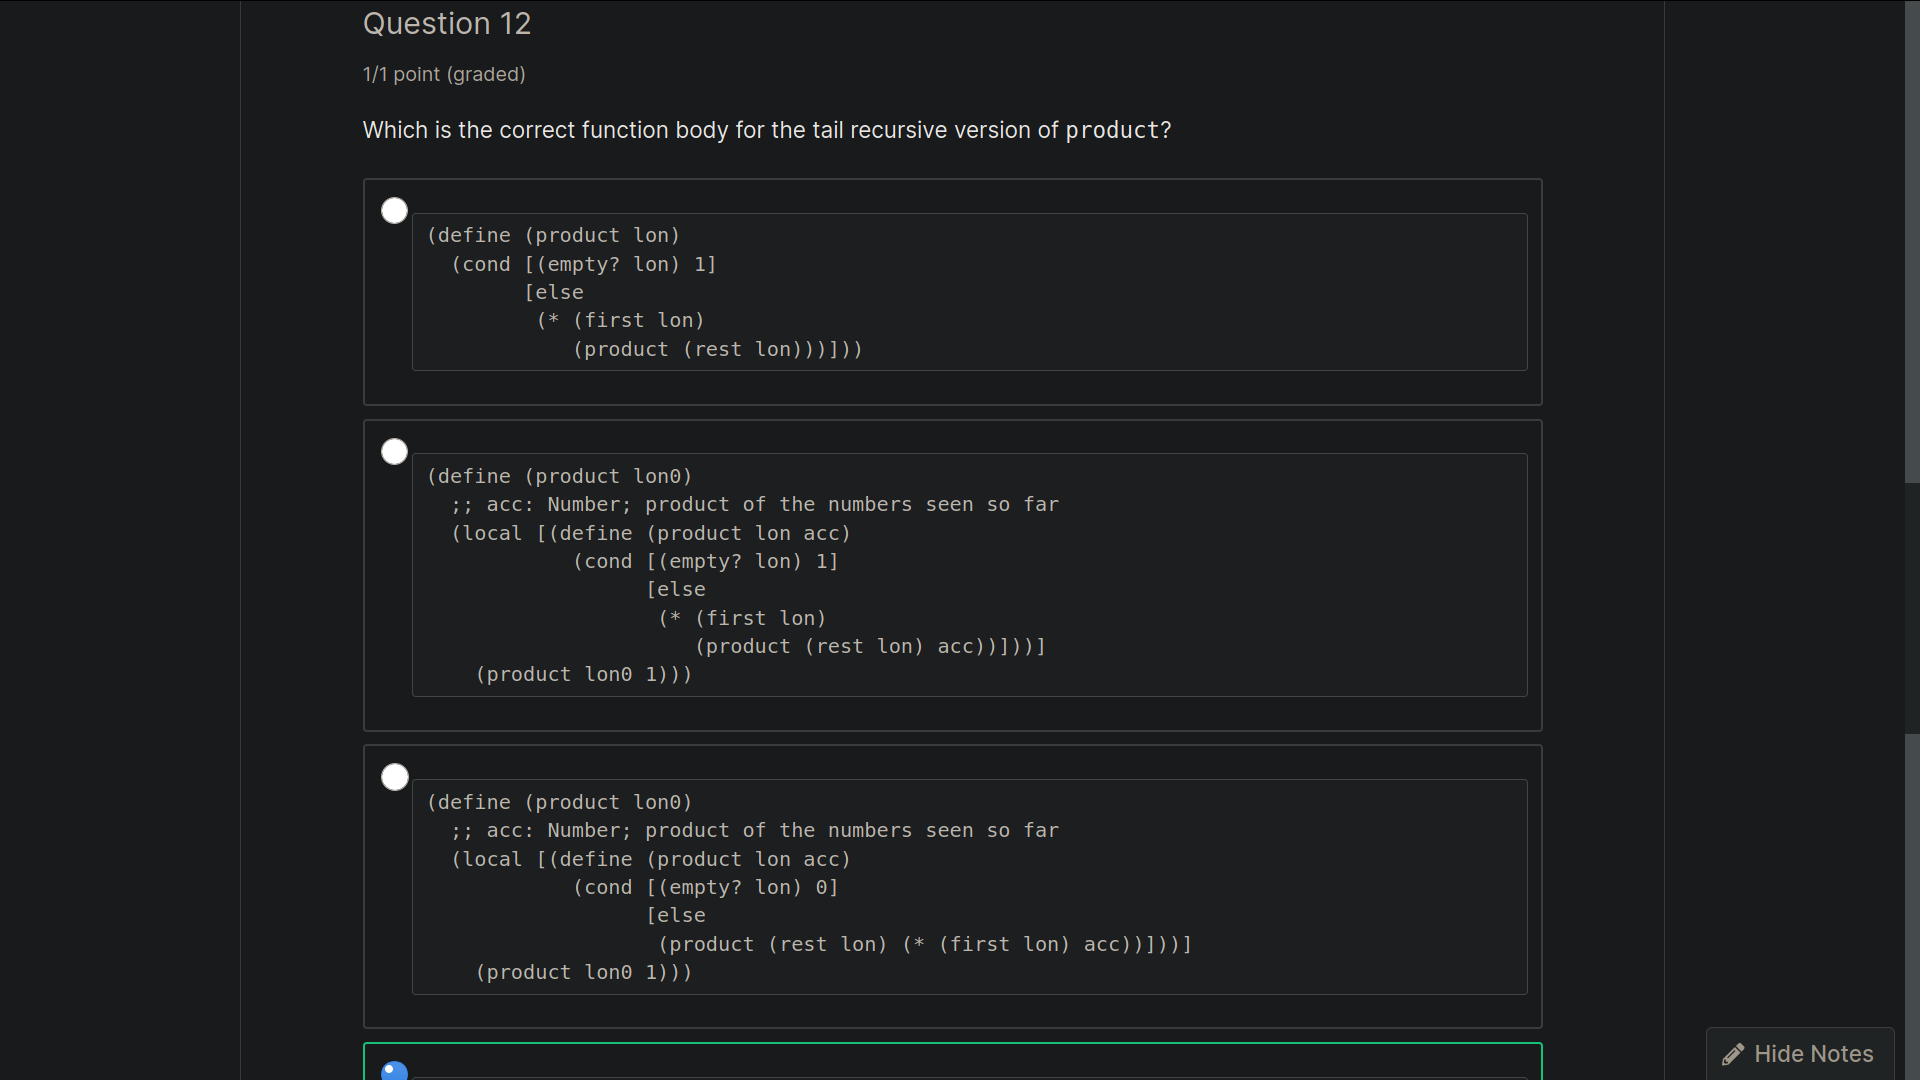 Question 12
1/1 point (graded)
Which is the correct function body for the tail recursive version of product?
(define (product lon)
  (cond [(empty? lon) 1]
        [else
         (* (first lon)
            (product (rest lon)))]))
(define (product lon0)
  ;; acc: Number; product of the numbers seen so far
  (local [(define (product lon acc)
            (cond [(empty? lon) 1]
                  [else
                   (* (first lon)
                      (product (rest lon) acc))]))]
    (product lon0 1)))
(define (product lon0)
  ;; acc: Number; product of the numbers seen so far
  (local [(define (product lon acc)
            (cond [(empty? lon) 0]
                  [else
                   (product (rest lon) (* (first lon) acc))]))]
    (product lon0 1)))
Hide Notes